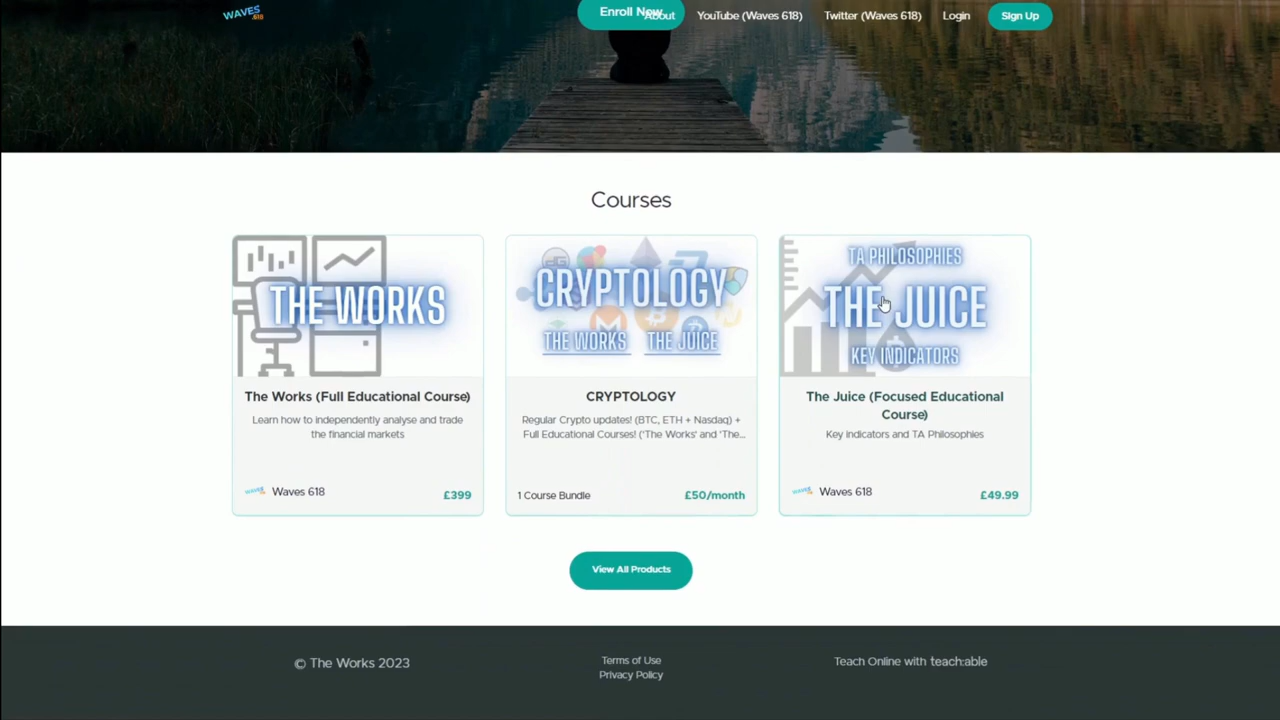 WAVES
.618
Enroll Now
About
YouTube (Waves 618)
Twitter (Waves 618)
Login
Sign Up
Courses
THE WORKS
The Works (Full Educational Course)
Learn how to independently analyse and trade
the financial markets
Waves 618
£399
CRYPTOLOGY
THE WORKS THE JUICE
CRYPTOLOGY
Regular Crypto updates! (BTC, ETH + Nasdaq) +
Full Educational Courses! ('The Works' and 'The...
1 Course Bundle
£50/month
TA PHILOSOPHIES
THE JUICE
KEY INDICATORS
The Juice (Focused Educational
Course)
Key indicators and TA Philosophies
Waves 618
£49.99
View All Products
© The Works 2023
Terms of Use
Privacy Policy
Teach Online with teach:able